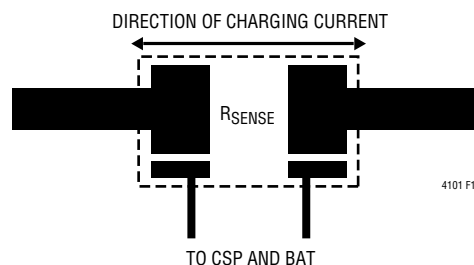 DIRECTION OF CHARGING CURRENT
RSENSE
4101 F1
TO CSP AND BAT